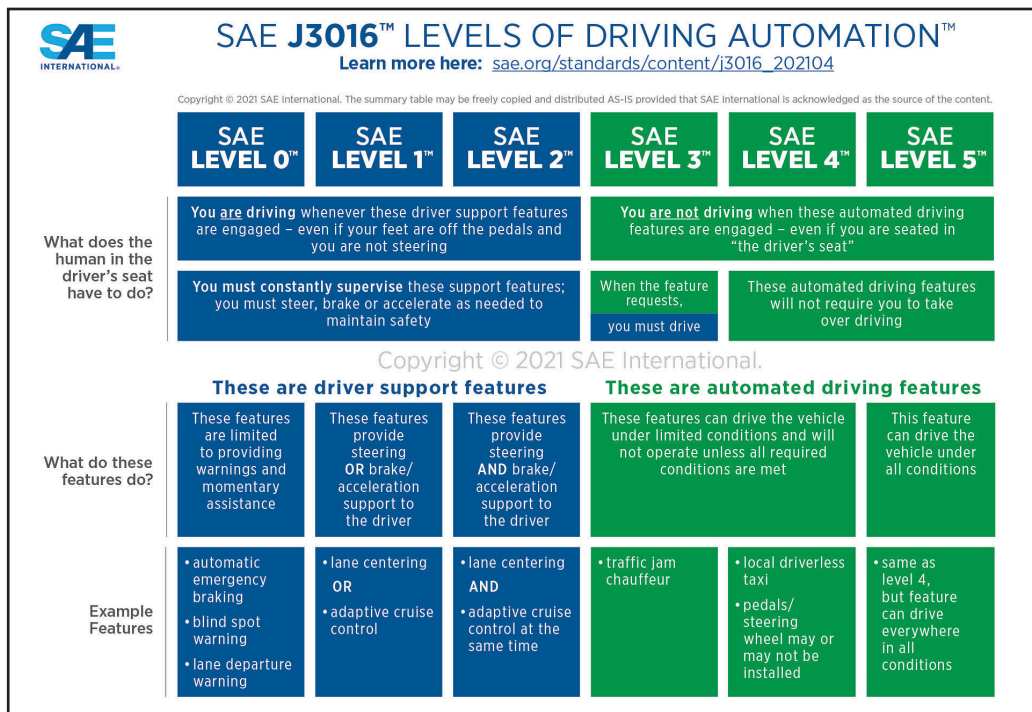 SAE
INTERNATIONAL®
SAE J3016™ LEVELS OF DRIVING AUTOMATION™
Learn more here: sae.org/standards/content/j3016_202104
Copyright © 2021 SAE International. The summary table may be freely copied and distributed AS-IS provided that SAE International is acknowledged as the source of the content.
SAE
LEVEL 0™
SAE
LEVEL 1™
SAE
LEVEL 2™
SAE
LEVEL 3™
SAE
LEVEL 4™
SAE
LEVEL 5™
What does the
human in the
driver's seat
have to do?
You are driving whenever these driver support features
are engaged – even if your feet are off the pedals and
you are not steering
You are not driving when these automated driving
features are engaged – even if you are seated in
“the driver's seat”
You must constantly supervise these support features;
you must steer, brake or accelerate as needed to
maintain safety
When the feature
requests,
you must drive
These automated driving features
will not require you to take
over driving
Copyright © 2021 SAE International.
These are driver support features
These are automated driving features
What do these
features do?
These features
are limited
to providing
warnings and
momentary
assistance
These features
provide
steering
OR brake/
acceleration
support to
the driver
These features
provide
steering
AND brake/
acceleration
support to
the driver
These features can drive the vehicle
under limited conditions and will
not operate unless all required
conditions are met
This feature
can drive the
vehicle under
all conditions
Example
Features
• automatic
emergency
braking
• blind spot
warning
• lane departure
warning
• lane centering
OR
• adaptive cruise
control
• lane centering
AND
• adaptive cruise
control at the
same time
• traffic jam
chauffeur
• local driverless
taxi
• pedals/
steering
wheel may or
may not be
installed
• same as
level 4,
but feature
can drive
everywhere
in all
conditions